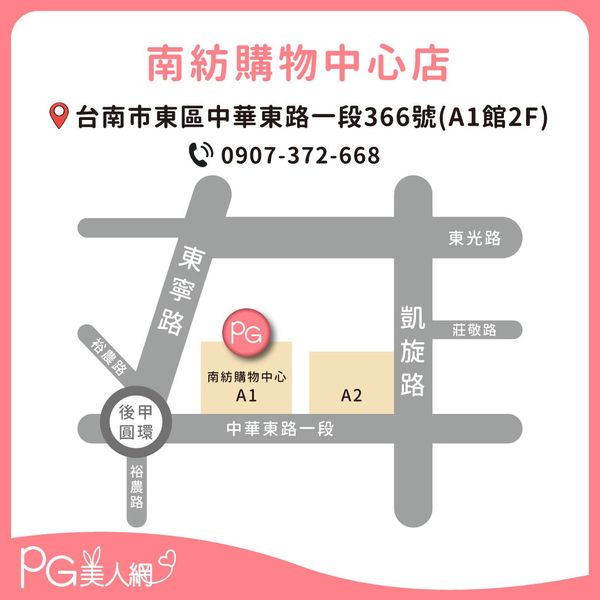 南紡購物中心店
台南市東區中華東路一段366號(A1館2F)
0907-372-668
東光路
東寧路
凱旋路
莊敬路
裕農路
PG
南紡購物中心
A1
A2
後甲
圓環
中華東路一段
裕農路
PG美人網